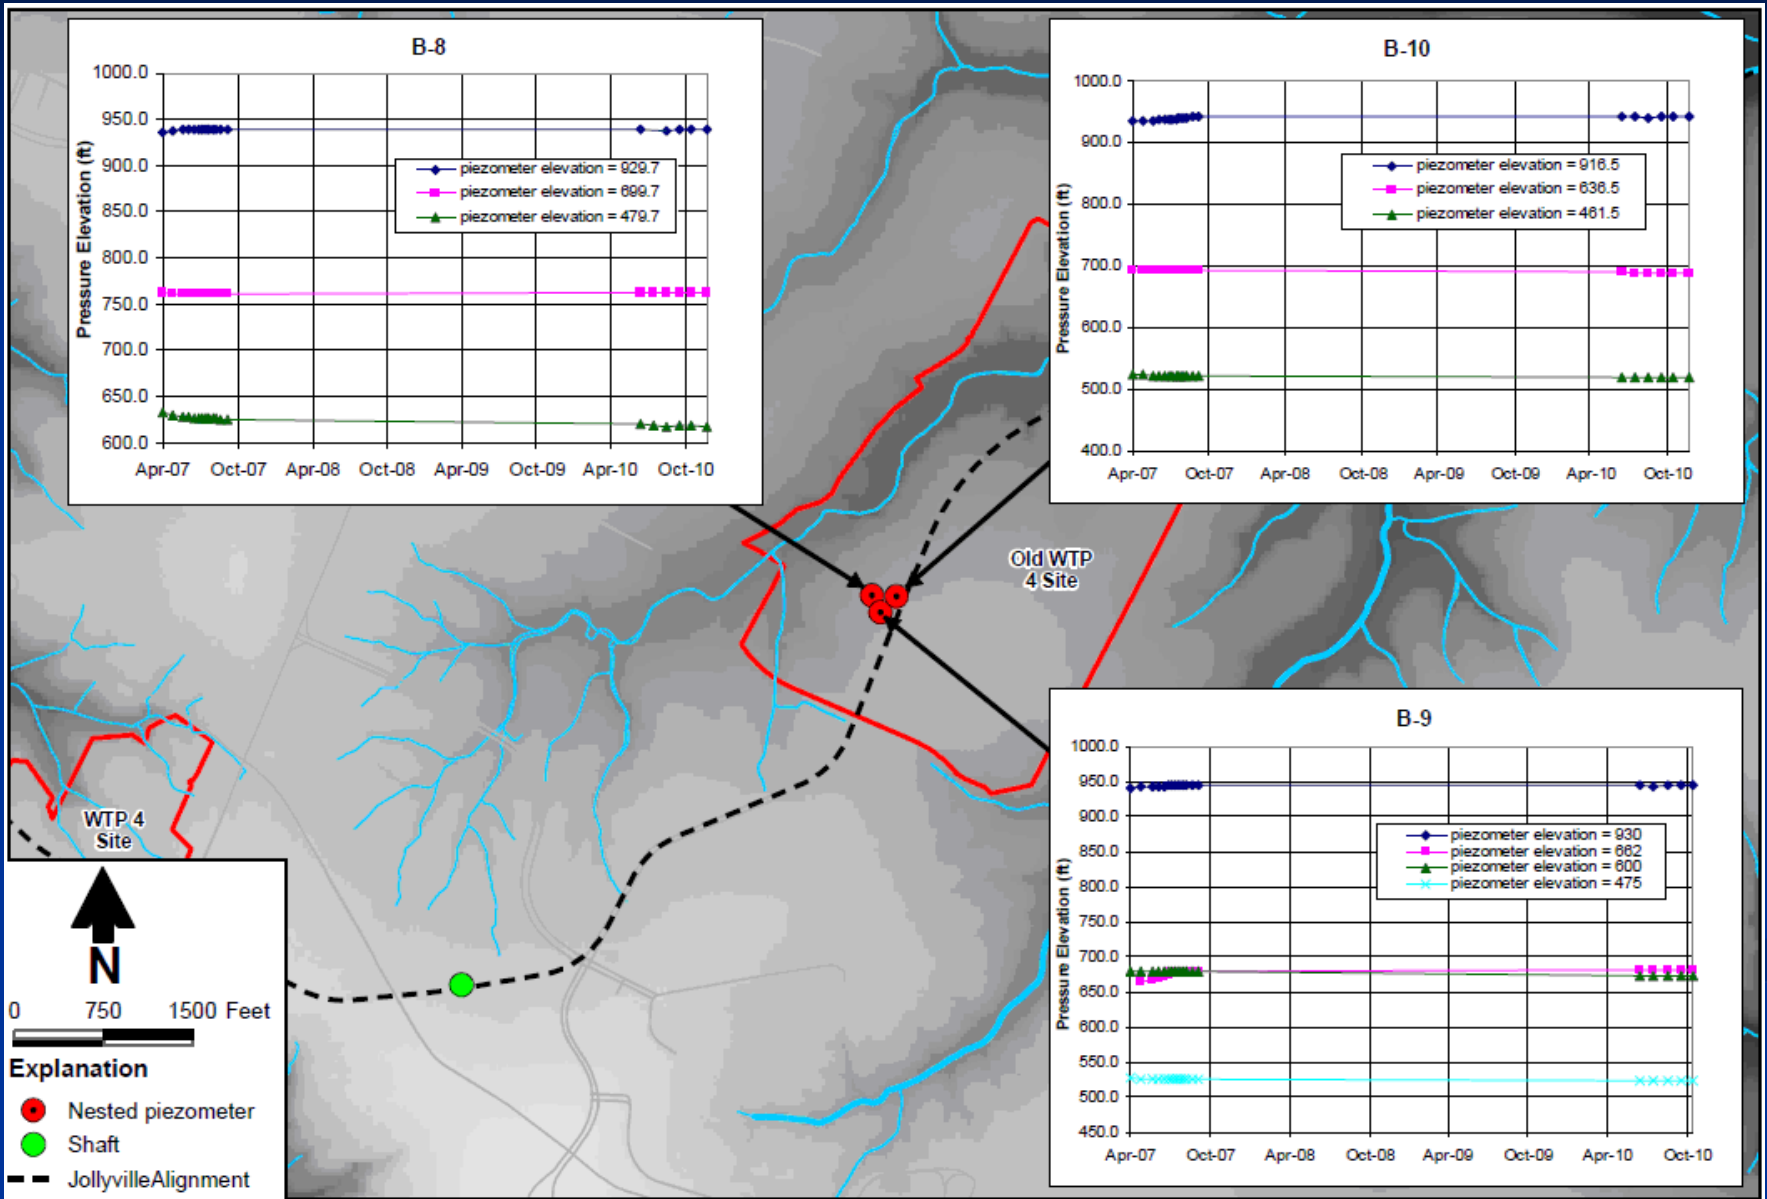 B-8
Pressure Elevation (ft)
1000.0
950.0
900.0
850.0
800.0
750.0
700.0
650.0
600.0
piezometer elevation = 929.7
piezometer elevation = 699.7
piezometer elevation = 479.7
Apr-07 Oct-07 Apr-08 Oct-08 Apr-09 Oct-09 Apr-10 Oct-10
B-10
Pressure Elevation (ft)
1000.0
900.0
800.0
700.0
600.0
500.0
400.0
piezometer elevation = 916.5
piezometer elevation = 636.5
piezometer elevation = 461.5
Apr-07 Oct-07 Apr-08 Oct-08 Apr-09 Oct-09 Apr-10 Oct-10
Old WTP
4 Site
B-9
Pressure Elevation (ft)
1000.0
950.0
900.0
850.0
800.0
750.0
700.0
650.0
600.0
550.0
500.0
450.0
piezometer elevation = 930
piezometer elevation = 662
piezometer elevation = 600
piezometer elevation = 475
Apr-07 Oct-07 Apr-08 Oct-08 Apr-09 Oct-09 Apr-10 Oct-10
WTP 4
Site
N
0 750 1500 Feet
Explanation
Nested piezometer
Shaft
JollyvilleAlignment